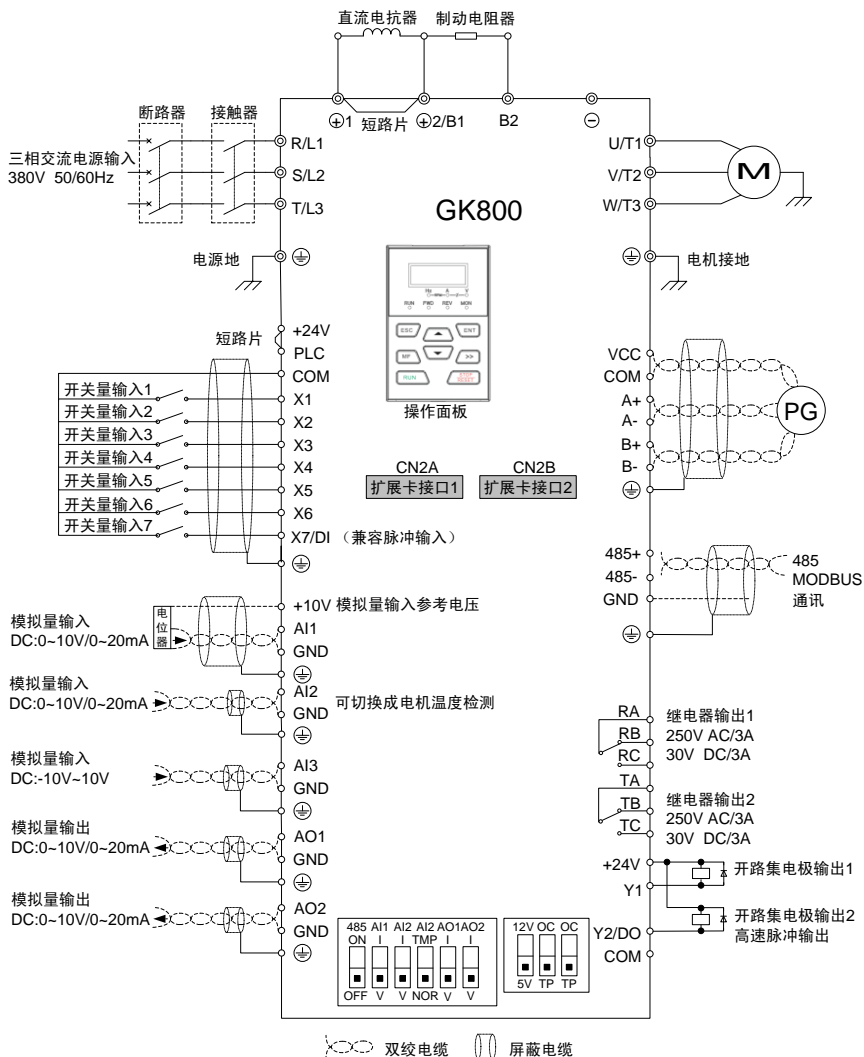 直流电抗器
制动电阻器
断路器
接触器
⊕1
短路片
⊕2/B1
B2
⊖
三相交流电源输入
380V 50/60Hz
R/L1
S/L2
T/L3
U/T1
V/T2
W/T3
M
GK800
电源地
电机接地
Hz A V
RPM %
RUN FWD REV MON
ESC
ENT
MF
>>
RUN
STOP
RESET
操作面板
短路片
+24V
PLC
COM
开关量输入1
X1
开关量输入2
X2
开关量输入3
X3
开关量输入4
X4
开关量输入5
X5
开关量输入6
X6
开关量输入7
X7/DI （兼容脉冲输入）
VCC
COM
A+
A-
B+
B-
PG
CN2A
扩展卡接口1
CN2B
扩展卡接口2
485+
485-
GND
485
MODBUS
通讯
电位器
+10V 模拟量输入参考电压
模拟量输入
DC:0~10V/0~20mA
AI1
GND
模拟量输入
DC:0~10V/0~20mA
AI2
GND
可切换成电机温度检测
模拟量输入
DC:-10V~10V
AI3
GND
模拟量输出
DC:0~10V/0~20mA
AO1
GND
模拟量输出
DC:0~10V/0~20mA
AO2
GND
RA
RB
RC
继电器输出1
250V AC/3A
30V DC/3A
TA
TB
TC
继电器输出2
250V AC/3A
30V DC/3A
+24V
Y1
开路集电极输出1
Y2/DO
COM
开路集电极输出2
高速脉冲输出
485 AI1 AI2 AI2 AO1 AO2
ON I I TMP I I
OFF V V NOR V V
12V OC OC
5V TP TP
双绞电缆
屏蔽电缆